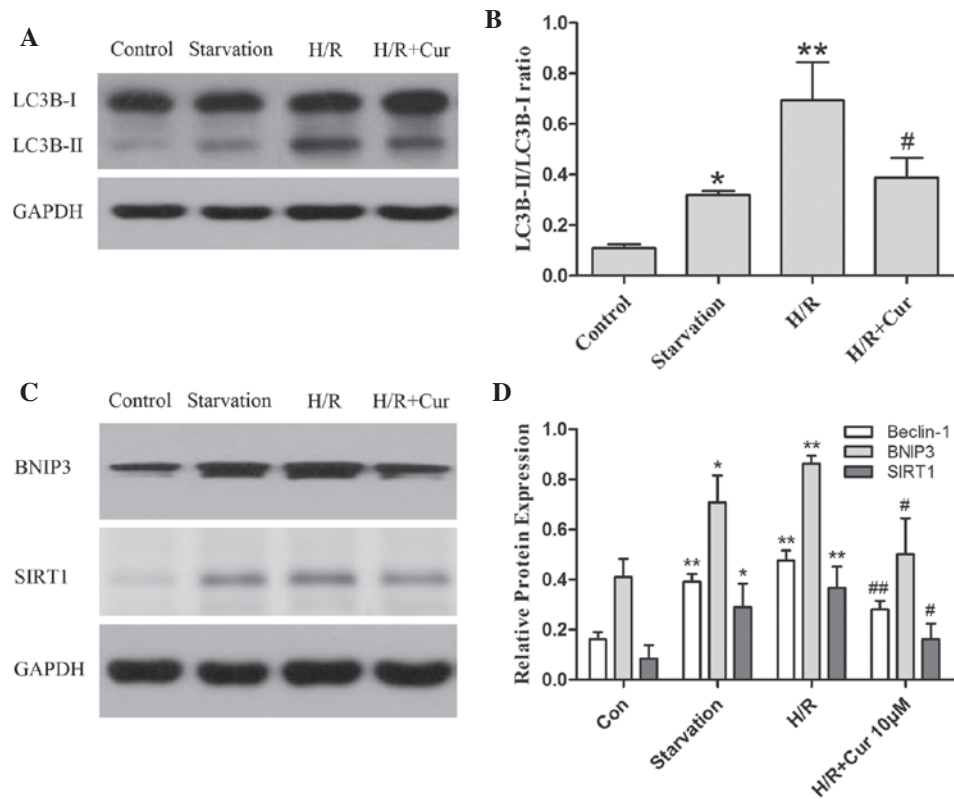 A
Control Starvation H/R H/R+Cur
LC3B-I
LC3B-II
GAPDH
B
LC3B-II/LC3B-I ratio
1.0
0.8
0.6
0.4
0.2
0.0
*
**
#
Control
Starvation
H/R
H/R+Cur
C
Control Starvation H/R H/R+Cur
BNIP3
SIRT1
GAPDH
D
Relative Protein Expression
1.0
0.8
0.6
0.4
0.2
0.0
Beclin-1
BNIP3
SIRT1
** * *
** ** **
## # #
Con
Starvation
H/R
H/R+Cur 10μM